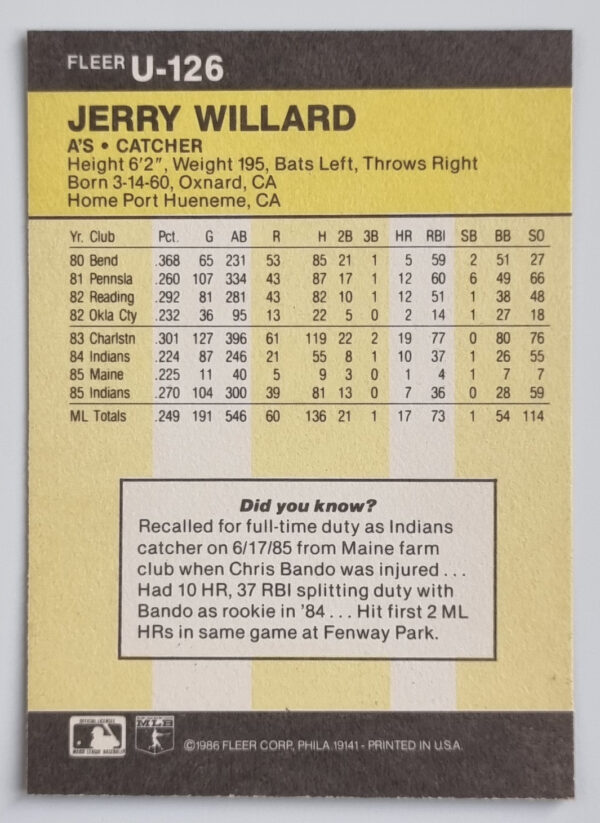 FLEER U-126
JERRY WILLARD
A'S • CATCHER
Height 6'2", Weight 195, Bats Left, Throws Right
Born 3-14-60, Oxnard, CA
Home Port Hueneme, CA
Yr. Club Pct. G AB R H 2B 3B HR RBI SB BB SO
80 Bend .368 65 231 53 85 21 1 5 59 2 51 27
81 Pennsla .260 107 334 43 87 17 1 12 60 6 49 66
82 Reading .292 81 281 43 82 10 1 12 51 1 38 48
82 Okla Cty .232 36 95 13 22 5 0 2 14 1 27 18
83 Charlstn .301 127 396 61 119 22 2 19 77 0 80 76
84 Indians .224 87 246 21 55 8 1 10 37 1 26 55
85 Maine .225 11 40 5 9 3 0 1 4 1 7 7
85 Indians .270 104 300 39 81 13 0 7 36 0 28 59
ML Totals .249 191 546 60 136 21 1 17 73 1 54 114
Did you know?
Recalled for full-time duty as Indians
catcher on 6/17/85 from Maine farm
club when Chris Bando was injured . . .
Had 10 HR, 37 RBI splitting duty with
Bando as rookie in '84 . . . Hit first 2 ML
HRs in same game at Fenway Park.
MLB
©1986 FLEER CORP., PHILA 19141 - PRINTED IN U.S.A.